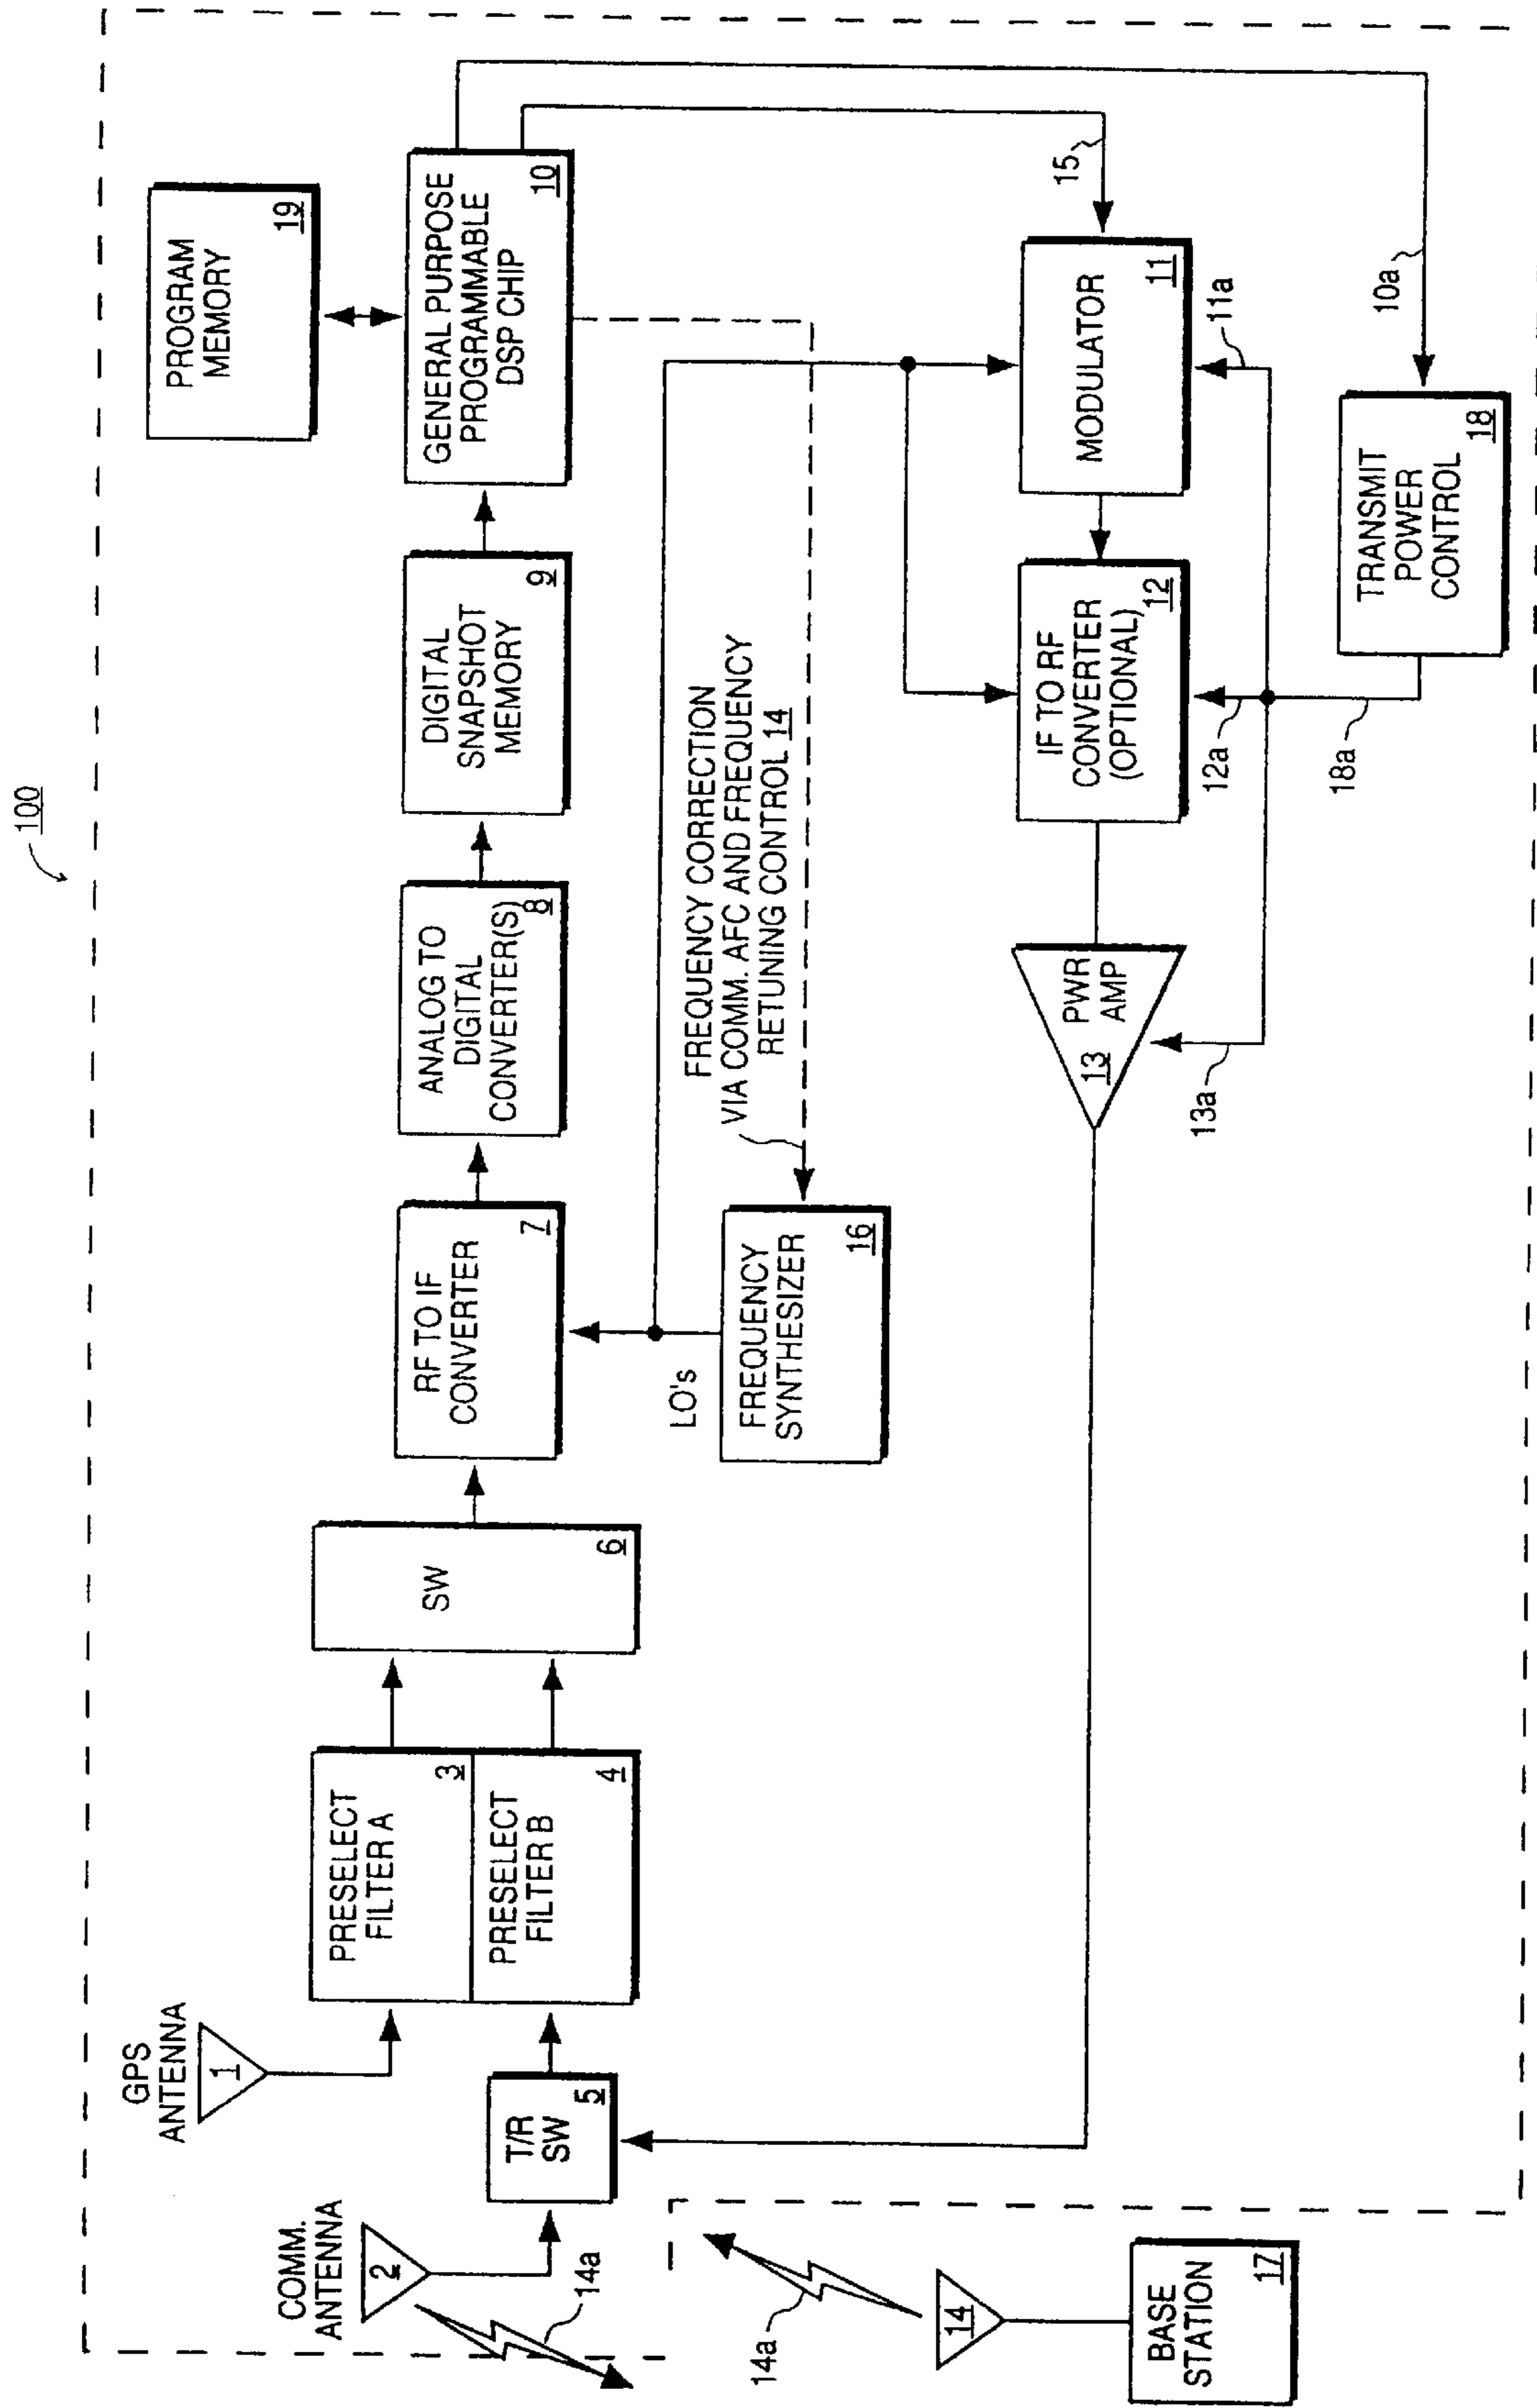 100
GPS
ANTENNA
1
COMM.
ANTENNA
2
14a
T/R
SW
5
PRESELECT
FILTER A
3
PRESELECT
FILTER B
4
SW
6
RF TO IF
CONVERTER
7
ANALOG TO
DIGITAL
CONVERTER(S)
8
DIGITAL
SNAPSHOT
MEMORY
9
GENERAL PURPOSE
PROGRAMMABLE
DSP CHIP
10
PROGRAM
MEMORY
19
LO's
FREQUENCY
SYNTHESIZER
16
FREQUENCY CORRECTION
VIA COMM. AFC AND FREQUENCY
RETUNING CONTROL 14
14a
14
BASE
STATION
17
PWR
AMP
13
13a
IF TO RF
CONVERTER
(OPTIONAL)
12
12a
MODULATOR
11
11a
15
18a
TRANSMIT
POWER
CONTROL
18
10a